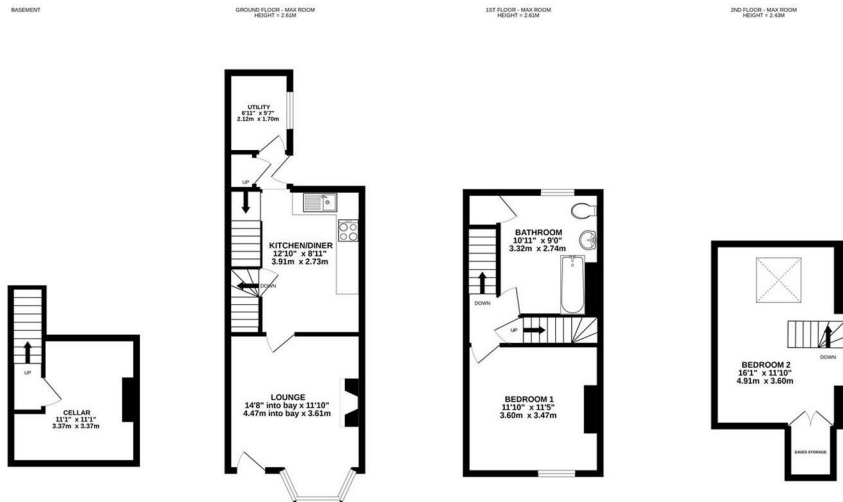 BASEMENT
GROUND FLOOR - MAX ROOM
HEIGHT = 2.61M
1ST FLOOR - MAX ROOM
HEIGHT = 2.61M
2ND FLOOR - MAX ROOM
HEIGHT = 2.43M
UTILITY
6'11" x 5'7"
2.12m x 1.70m
UP
KITCHEN/DINER
12'10" x 8'11"
3.91m x 2.73m
DOWN
LOUNGE
14'8" into bay x 11'10"
4.47m into bay x 3.61m
UP
CELLAR
11'1" x 11'1"
3.37m x 3.37m
BATHROOM
10'11" x 9'0"
3.32m x 2.74m
DOWN
UP
BEDROOM 1
11'10" x 11'5"
3.60m x 3.47m
DOWN
BEDROOM 2
16'1" x 11'10"
4.91m x 3.60m
EAVES STORAGE